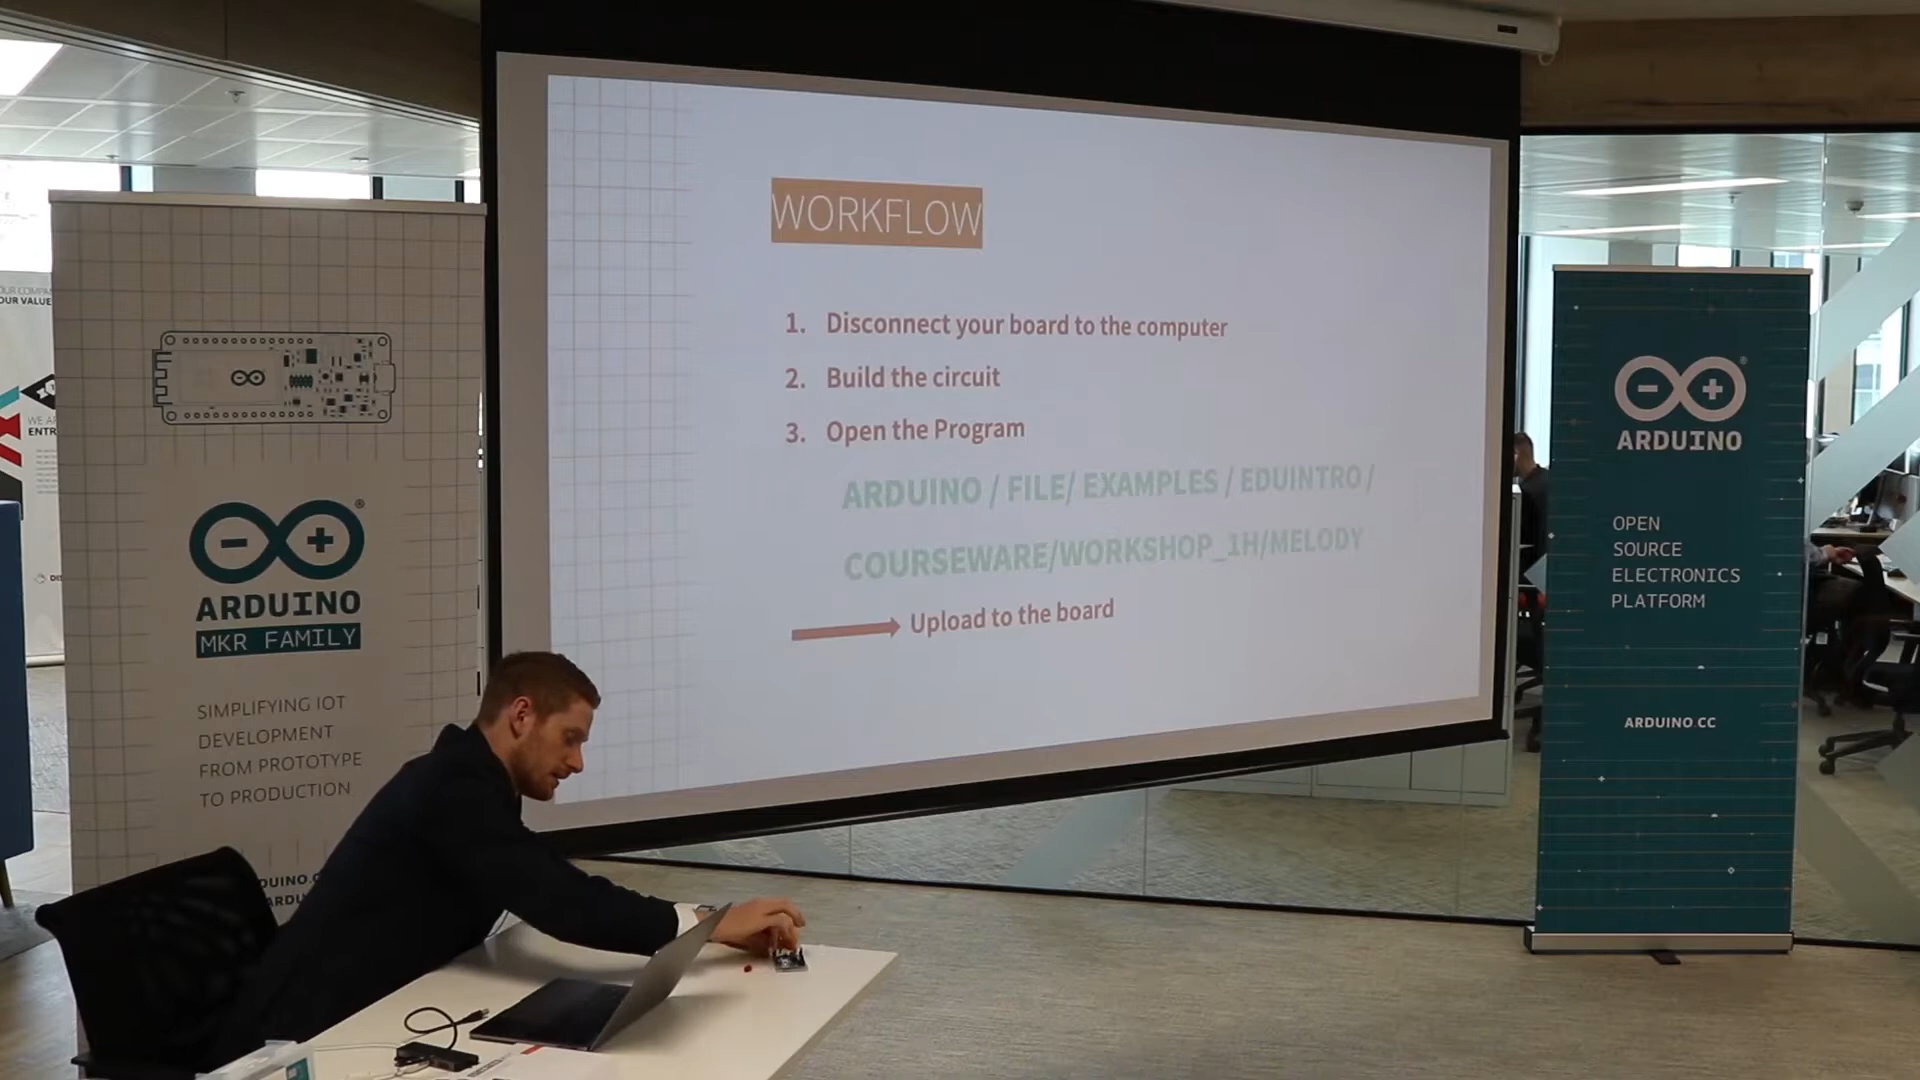 WORKFLOW
1. Disconnect your board to the computer
2. Build the circuit
3. Open the Program
ARDUINO / FILE/ EXAMPLES / EDUINTRO /
COURSEWARE/WORKSHOP_1H/MELODY
Upload to the board
ARDUINO
MKR FAMILY
SIMPLIFYING IOT
DEVELOPMENT
FROM PROTOTYPE
TO PRODUCTION
ARDUINO
OPEN
SOURCE
ELECTRONICS
PLATFORM
ARDUINO.CC
OUR VALUE